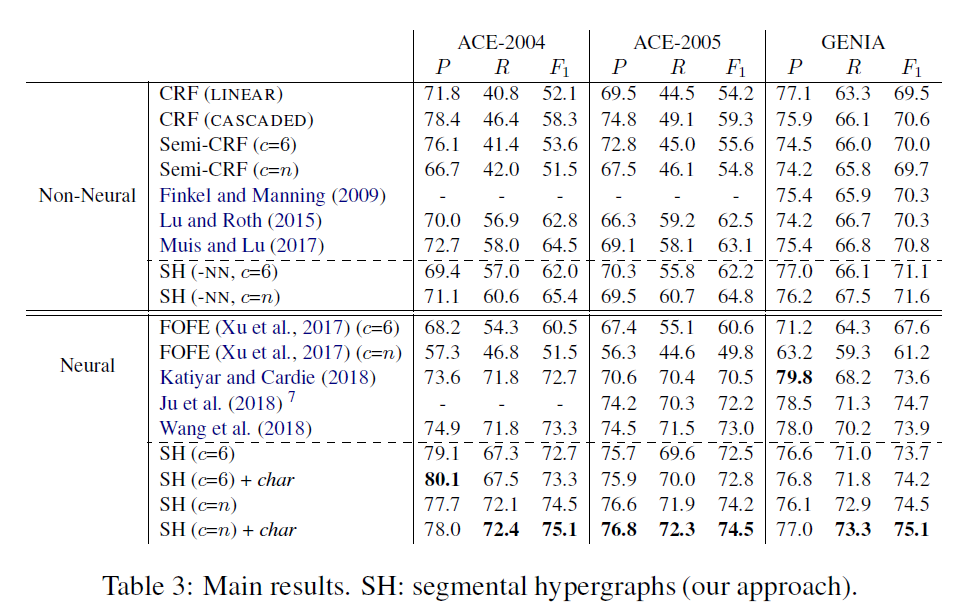 ACE-2004 ACE-2005 GENIA
P R F1 P R F1 P R F1
CRF (LINEAR) 71.8 40.8 52.1 69.5 44.5 54.2 77.1 63.3 69.5
CRF (CASCADED) 78.4 46.4 58.3 74.8 49.1 59.3 75.9 66.1 70.6
Semi-CRF (c=6) 76.1 41.4 53.6 72.8 45.0 55.6 74.5 66.0 70.0
Semi-CRF (c=n) 66.7 42.0 51.5 67.5 46.1 54.8 74.2 65.8 69.7
Non-Neural Finkel and Manning (2009) - - - - - - 75.4 65.9 70.3
Lu and Roth (2015) 70.0 56.9 62.8 66.3 59.2 62.5 74.2 66.7 70.3
Muis and Lu (2017) 72.7 58.0 64.5 69.1 58.1 63.1 75.4 66.8 70.8
SH (-NN, c=6) 69.4 57.0 62.0 70.3 55.8 62.2 77.0 66.1 71.1
SH (-NN, c=n) 71.1 60.6 65.4 69.5 60.7 64.8 76.2 67.5 71.6
FOFE (Xu et al., 2017) (c=6) 68.2 54.3 60.5 67.4 55.1 60.6 71.2 64.3 67.6
FOFE (Xu et al., 2017) (c=n) 57.3 46.8 51.5 56.3 44.6 49.8 63.2 59.3 61.2
Neural Katiyar and Cardie (2018) 73.6 71.8 72.7 70.6 70.4 70.5 79.8 68.2 73.6
Ju et al. (2018) 7 - - - 74.2 70.3 72.2 78.5 71.3 74.7
Wang et al. (2018) 74.9 71.8 73.3 74.5 71.5 73.0 78.0 70.2 73.9
SH (c=6) 79.1 67.3 72.7 75.7 69.6 72.5 76.6 71.0 73.7
SH (c=6) + char 80.1 67.5 73.3 75.9 70.0 72.8 76.8 71.8 74.2
SH (c=n) 77.7 72.1 74.5 76.6 71.9 74.2 76.1 72.9 74.5
SH (c=n) + char 78.0 72.4 75.1 76.8 72.3 74.5 77.0 73.3 75.1
Table 3: Main results. SH: segmental hypergraphs (our approach).